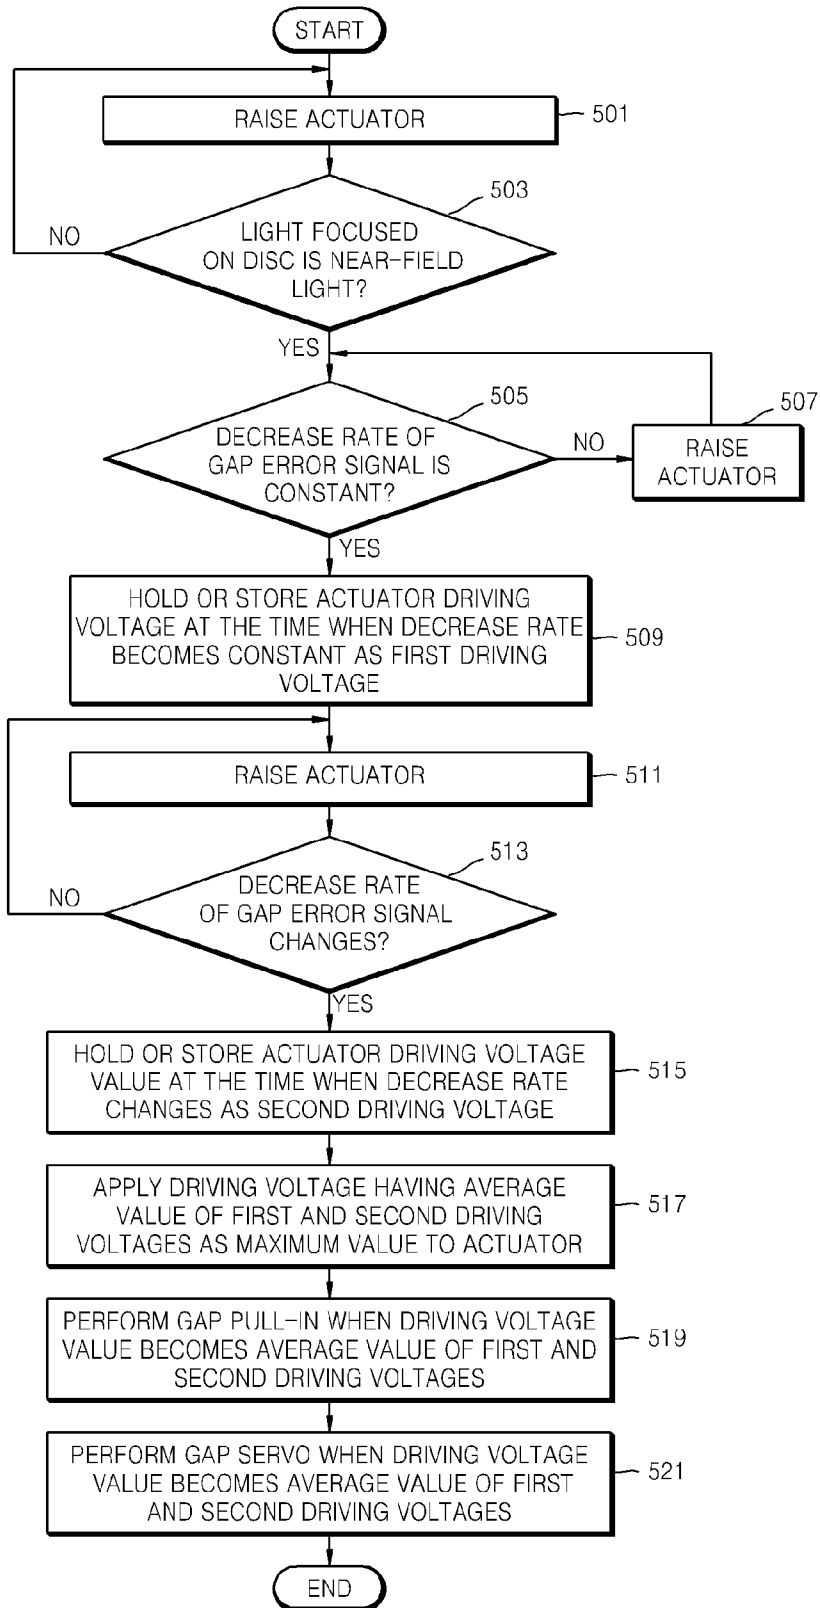 START
RAISE ACTUATOR
501
503
LIGHT FOCUSED
ON DISC IS NEAR-FIELD
LIGHT?
NO
YES
505
DECREASE RATE OF
GAP ERROR SIGNAL IS
CONSTANT?
NO
507
RAISE
ACTUATOR
YES
HOLD OR STORE ACTUATOR DRIVING
VOLTAGE AT THE TIME WHEN DECREASE RATE
BECOMES CONSTANT AS FIRST DRIVING
VOLTAGE
509
RAISE ACTUATOR
511
513
DECREASE RATE
OF GAP ERROR SIGNAL
CHANGES?
NO
YES
HOLD OR STORE ACTUATOR DRIVING VOLTAGE
VALUE AT THE TIME WHEN DECREASE RATE
CHANGES AS SECOND DRIVING VOLTAGE
515
APPLY DRIVING VOLTAGE HAVING AVERAGE
VALUE OF FIRST AND SECOND DRIVING
VOLTAGES AS MAXIMUM VALUE TO ACTUATOR
517
PERFORM GAP PULL-IN WHEN DRIVING VOLTAGE
VALUE BECOMES AVERAGE VALUE OF FIRST AND
SECOND DRIVING VOLTAGES
519
PERFORM GAP SERVO WHEN DRIVING VOLTAGE
VALUE BECOMES AVERAGE VALUE OF FIRST
AND SECOND DRIVING VOLTAGES
521
END